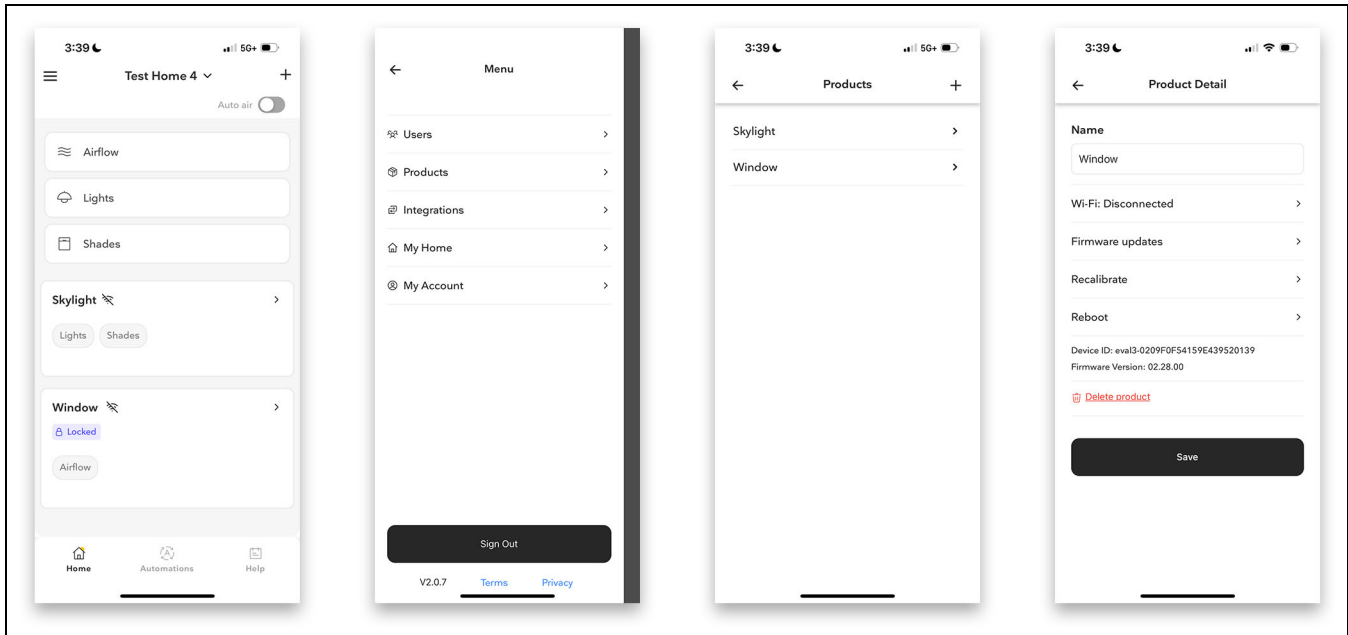 3:39
5G+
Test Home 4
Auto air
Airflow
Lights
Shades
Skylight
Lights Shades
Window
Locked
Airflow
Home Automations Help
Menu
Users
Products
Integrations
My Home
My Account
Sign Out
V2.0.7 Terms Privacy
3:39
5G+
Products
Skylight
Window
3:39
Product Detail
Name
Window
Wi-Fi: Disconnected
Firmware updates
Recalibrate
Reboot
Device ID: eval3-0209F0F54159E439520139
Firmware Version: 02.28.00
Delete product
Save